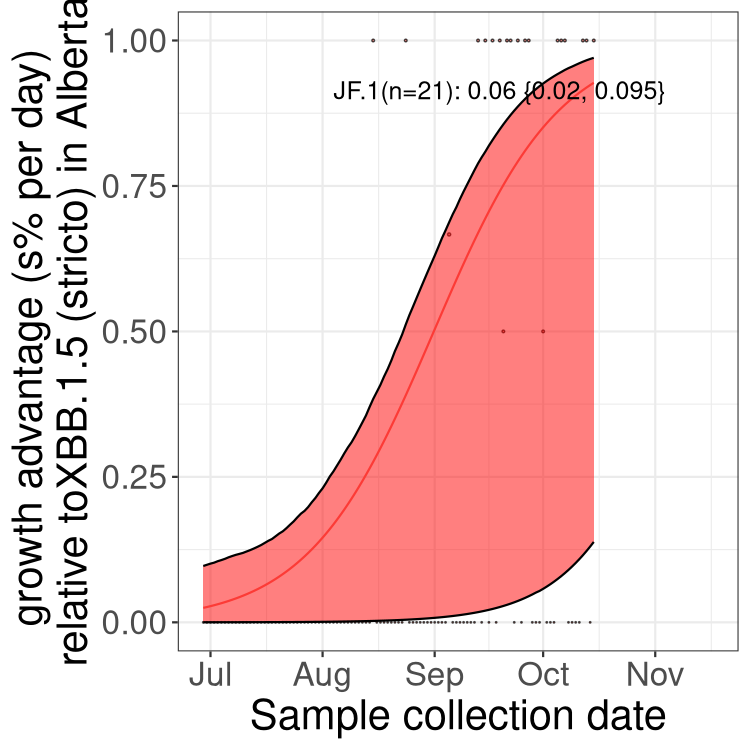 growth advantage (s% per day)
relative toXBB.1.5 (stricto) in Alberta
1.00
0.75
0.50
0.25
0.00
JF.1(n=21): 0.06 {0.02, 0.095}
Jul Aug Sep Oct Nov
Sample collection date